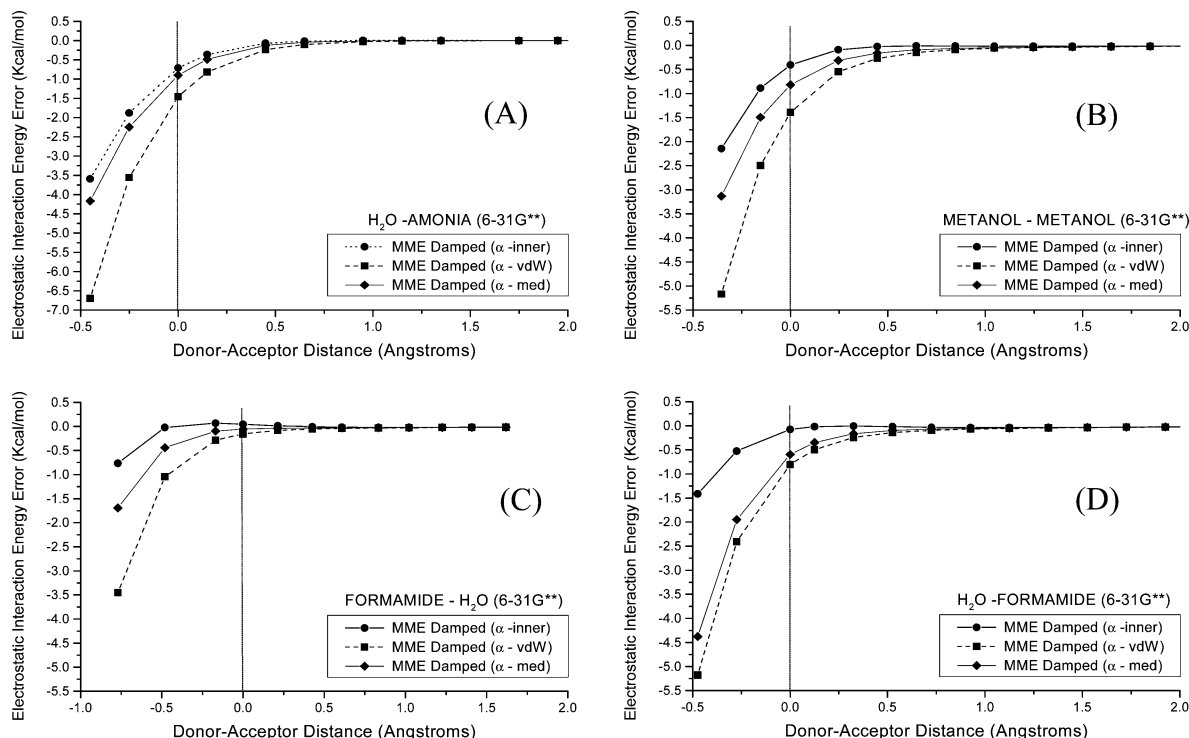 Electrostatic Interaction Energy Error (Kcal/mol)
0.5
0.0
-0.5
-1.0
-1.5
-2.0
-2.5
-3.0
-3.5
-4.0
-4.5
-5.0
-5.5
-6.0
-6.5
-7.0
(A)
H₂O -AMONIA (6-31G**)
MME Damped (α -inner)
MME Damped (α - vdW)
MME Damped (α - med)
-0.5 0.0 0.5 1.0 1.5 2.0
Donor-Acceptor Distance (Angstroms)
Electrostatic Interaction Energy Error (Kcal/mol)
0.5
0.0
-0.5
-1.0
-1.5
-2.0
-2.5
-3.0
-3.5
-4.0
-4.5
-5.0
-5.5
(B)
METANOL - METANOL (6-31G**)
MME Damped (α -inner)
MME Damped (α - vdW)
MME Damped (α - med)
-0.5 0.0 0.5 1.0 1.5 2.0
Donor-Acceptor Distance (Angstroms)
Electrostatic Interaction Energy Error (Kcal/mol)
0.5
0.0
-0.5
-1.0
-1.5
-2.0
-2.5
-3.0
-3.5
-4.0
-4.5
-5.0
-5.5
(C)
FORMAMIDE - H₂O (6-31G**)
MME Damped (α -inner)
MME Damped (α - vdW)
MME Damped (α - med)
-1.0 -0.5 0.0 0.5 1.0 1.5 2.0
Donor-Acceptor Distance (Angstroms)
Electrostatic Interaction Energy Error (Kcal/mol)
0.5
0.0
-0.5
-1.0
-1.5
-2.0
-2.5
-3.0
-3.5
-4.0
-4.5
-5.0
-5.5
(D)
H₂O -FORMAMIDE (6-31G**)
MME Damped (α -inner)
MME Damped (α - vdW)
MME Damped (α - med)
-0.5 0.0 0.5 1.0 1.5 2.0
Donor-Acceptor Distance (Angstroms)